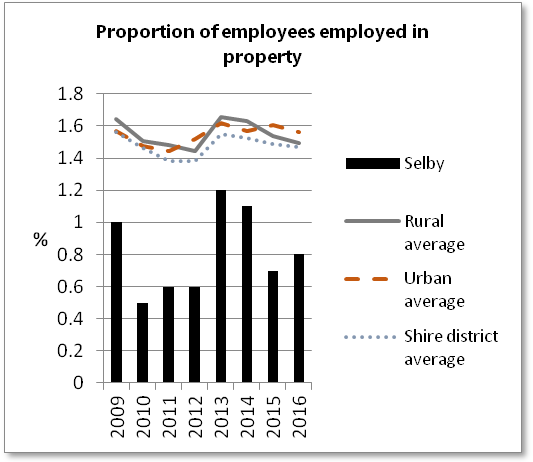 Proportion of employees employed in
property
1.8
1.6
1.4
1.2
1
0.8
0.6
0.4
0.2
0
%
2009
2010
2011
2012
2013
2014
2015
2016
Selby
Rural
average
Urban
average
Shire district
average